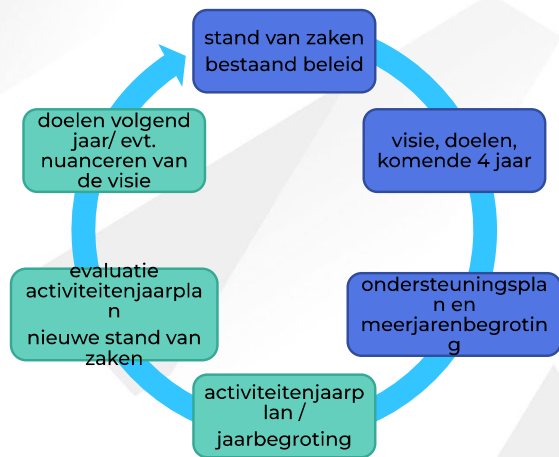 stand van zaken
bestaand beleid
visie, doelen,
komende 4 jaar
ondersteuningspla
n en
meerjarenbegrotin
g
activiteitenjaarp
lan /
jaarbegroting
evaluatie
activiteitenjaarpla
n
nieuwe stand van
zaken
doelen volgend
jaar/ evt.
nuanceren van
de visie